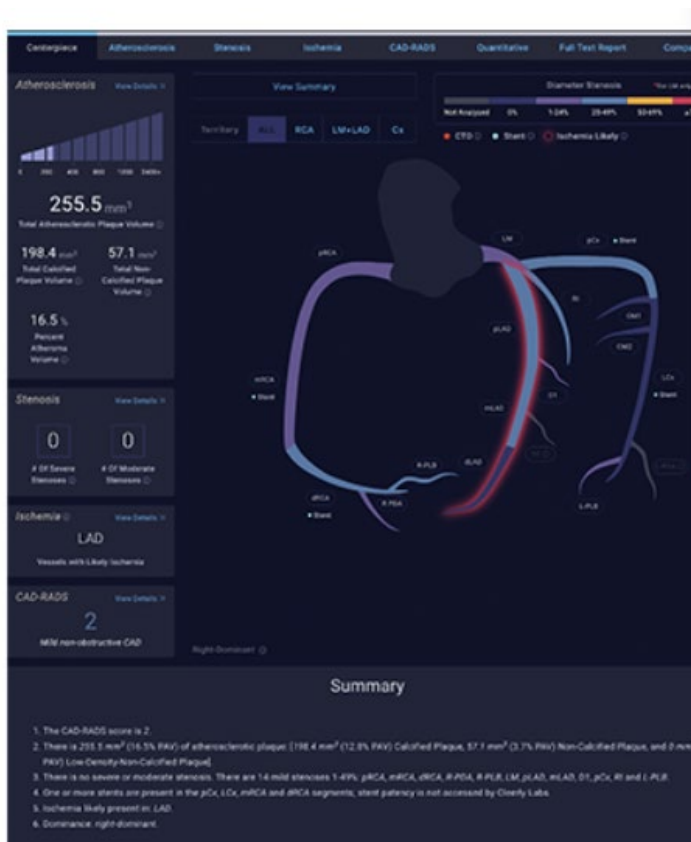 Centerpiece Atherosclerosis Stenosis Ischemia CAD-RADS Quantitative Full Text Report
Atherosclerosis View Details
0 200 400 800
255.5 mm³
Total Atherosclerotic Plaque Volume
198.4 mm³
Total Calcified
Plaque Volume
57.1 mm³
Total Non-
Calcified Plaque
Volume
16.5 %
Percent
Atheroma
Volume
Stenosis View Details
0
# Of Severe
Stenoses
0
# Of Moderate
Stenoses
Ischemia View Details
LAD
Vessels with Likely Ischemia
CAD-RADS View Details
2
Mild non-obstructive CAD
View Summary
Territory ALL RCA LM+LAD Cx
Diameter Stenosis
Not Analyzed 0% 1-24% 25-49% 50-69%
CTO Stent Ischemia Likely
pRCA
mRCA
Stent
dRCA
Stent
R-PDA
R-PLB
LM
pLAD
mLAD
dLAD
D1
RI
pCx Stent
OM1
OM2
LCx
Stent
L-PLB
Right-Dominant
Summary
1. The CAD-RADS score is 2.
2. There is 255.5 mm³ (16.5% PAV) of atherosclerotic plaque: [198.4 mm³ (12.8% PAV) Calcified Plaque, 57.1 mm³ (3.7% PAV) Non-Calcified Plaque, and 0 mm
PAV) Low-Density-Non-Calcified Plaque].
3. There is no severe or moderate stenosis. There are 14 mild stenoses 1-49%: pRCA, mRCA, dRCA, R-PDA, R-PLB, LM, pLAD, mLAD, D1, pCx, RI and L-PLB.
4. One or more stents are present in the pCx, LCx, mRCA and dRCA segments; stent patency is not assessed by Cleerly Labs.
5. Ischemia likely present in: LAD.
6. Dominance: right-dominant.